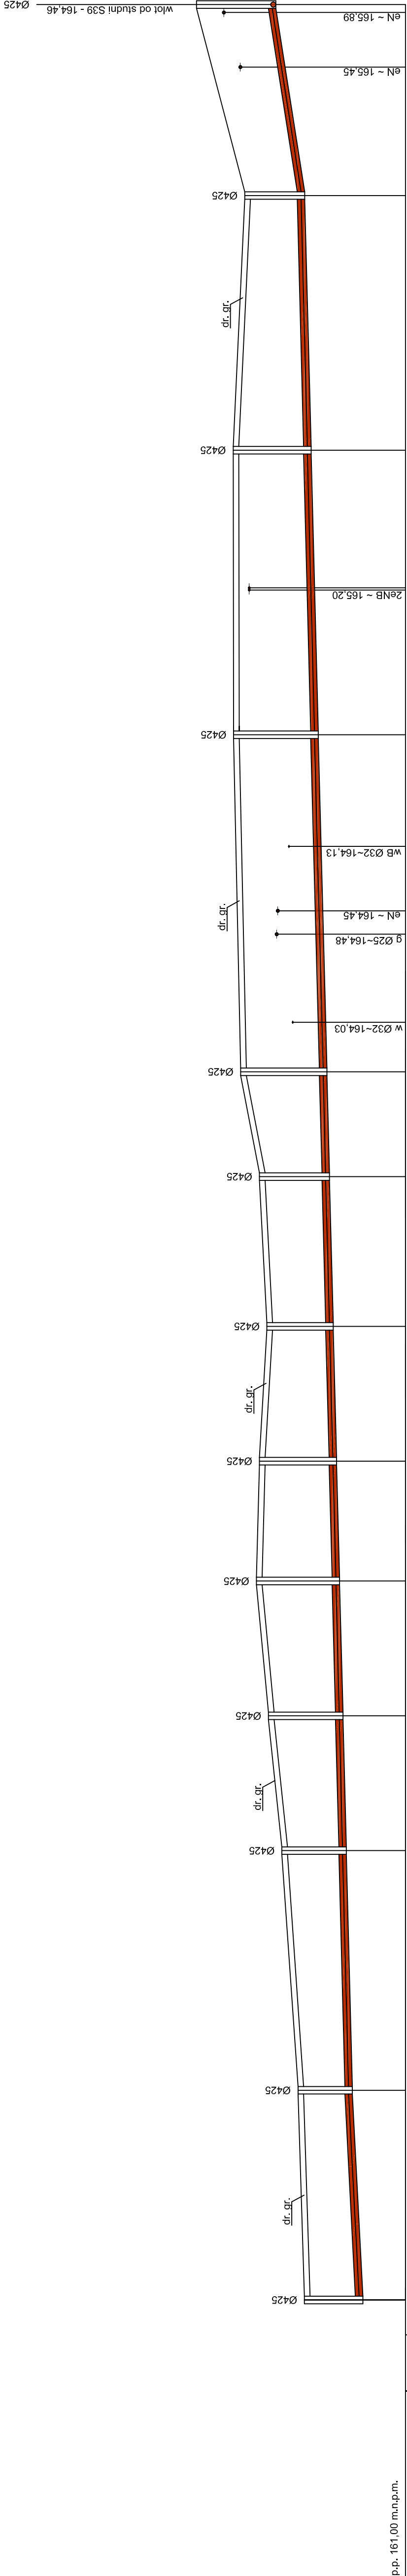 Ø425
wlot od studni S39 - 164,46
eN ~ 165,89
eN ~ 165,45
Ø425
dr. gr.
Ø425
2eNB ~ 165,20
Ø425
wB Ø32~164,13
dr. gr.
eN ~ 164,45
g Ø25~164,48
w Ø32~164,03
Ø425
Ø425
Ø425
dr. gr.
Ø425
Ø425
Ø425
dr. gr.
Ø425
Ø425
dr. gr.
Ø425
p.p. 161,00 m.n.p.m.